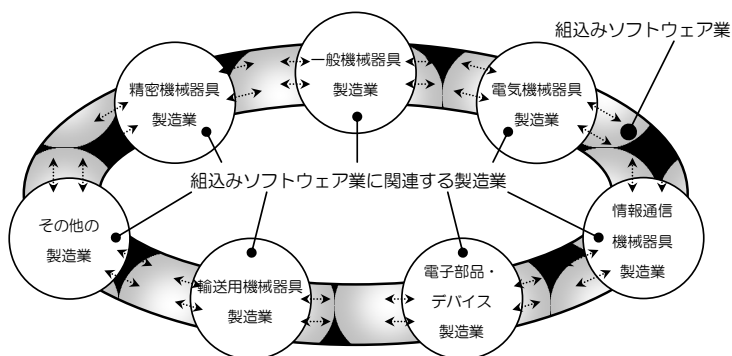 組込みソフトウェア業
一般機械器具
製造業
精密機械器具
製造業
電気機械器具
製造業
組込みソフトウェア業に関連する製造業
その他の
製造業
情報通信
機械器具
製造業
輸送用機械器具
製造業
電子部品・
デバイス
製造業